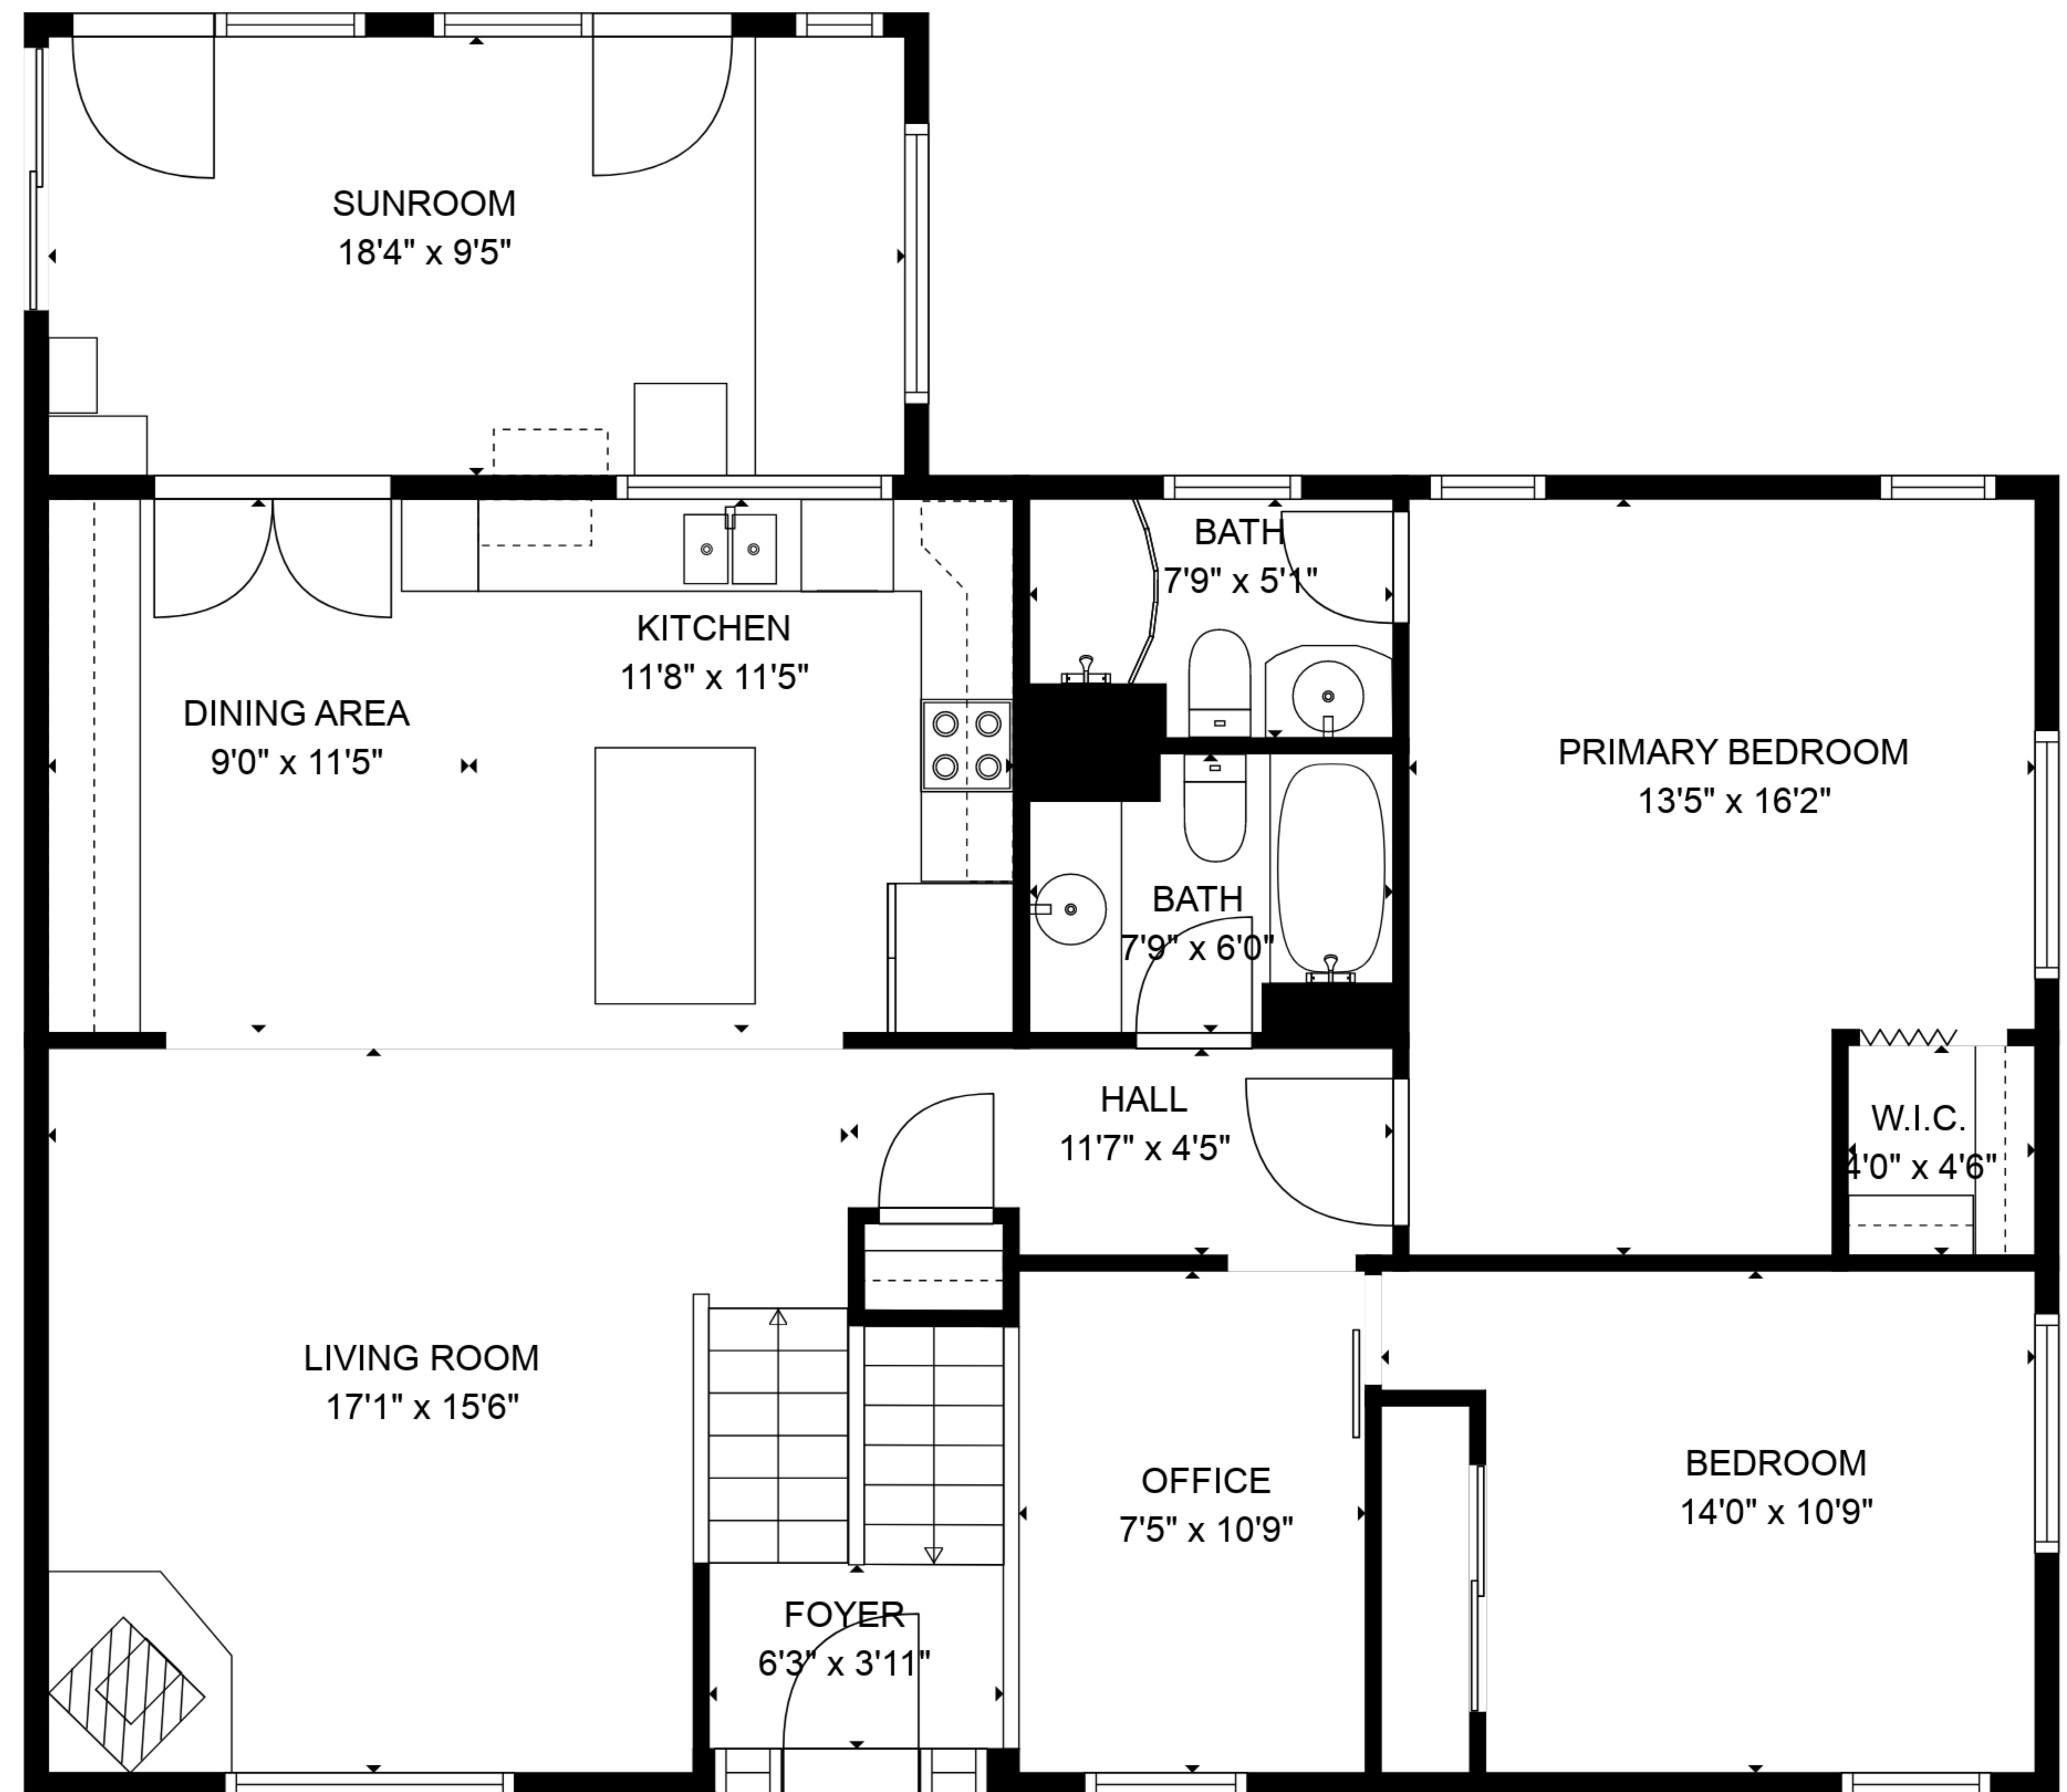 SUNROOM
18'4" x 9'5"
BATH
7'9" x 5'1"
KITCHEN
11'8" x 11'5"
DINING AREA
9'0" x 11'5"
PRIMARY BEDROOM
13'5" x 16'2"
BATH
7'9" x 6'0"
HALL
11'7" x 4'5"
W.I.C.
4'0" x 4'6"
LIVING ROOM
17'1" x 15'6"
OFFICE
7'5" x 10'9"
BEDROOM
14'0" x 10'9"
FOYER
6'3" x 3'11"